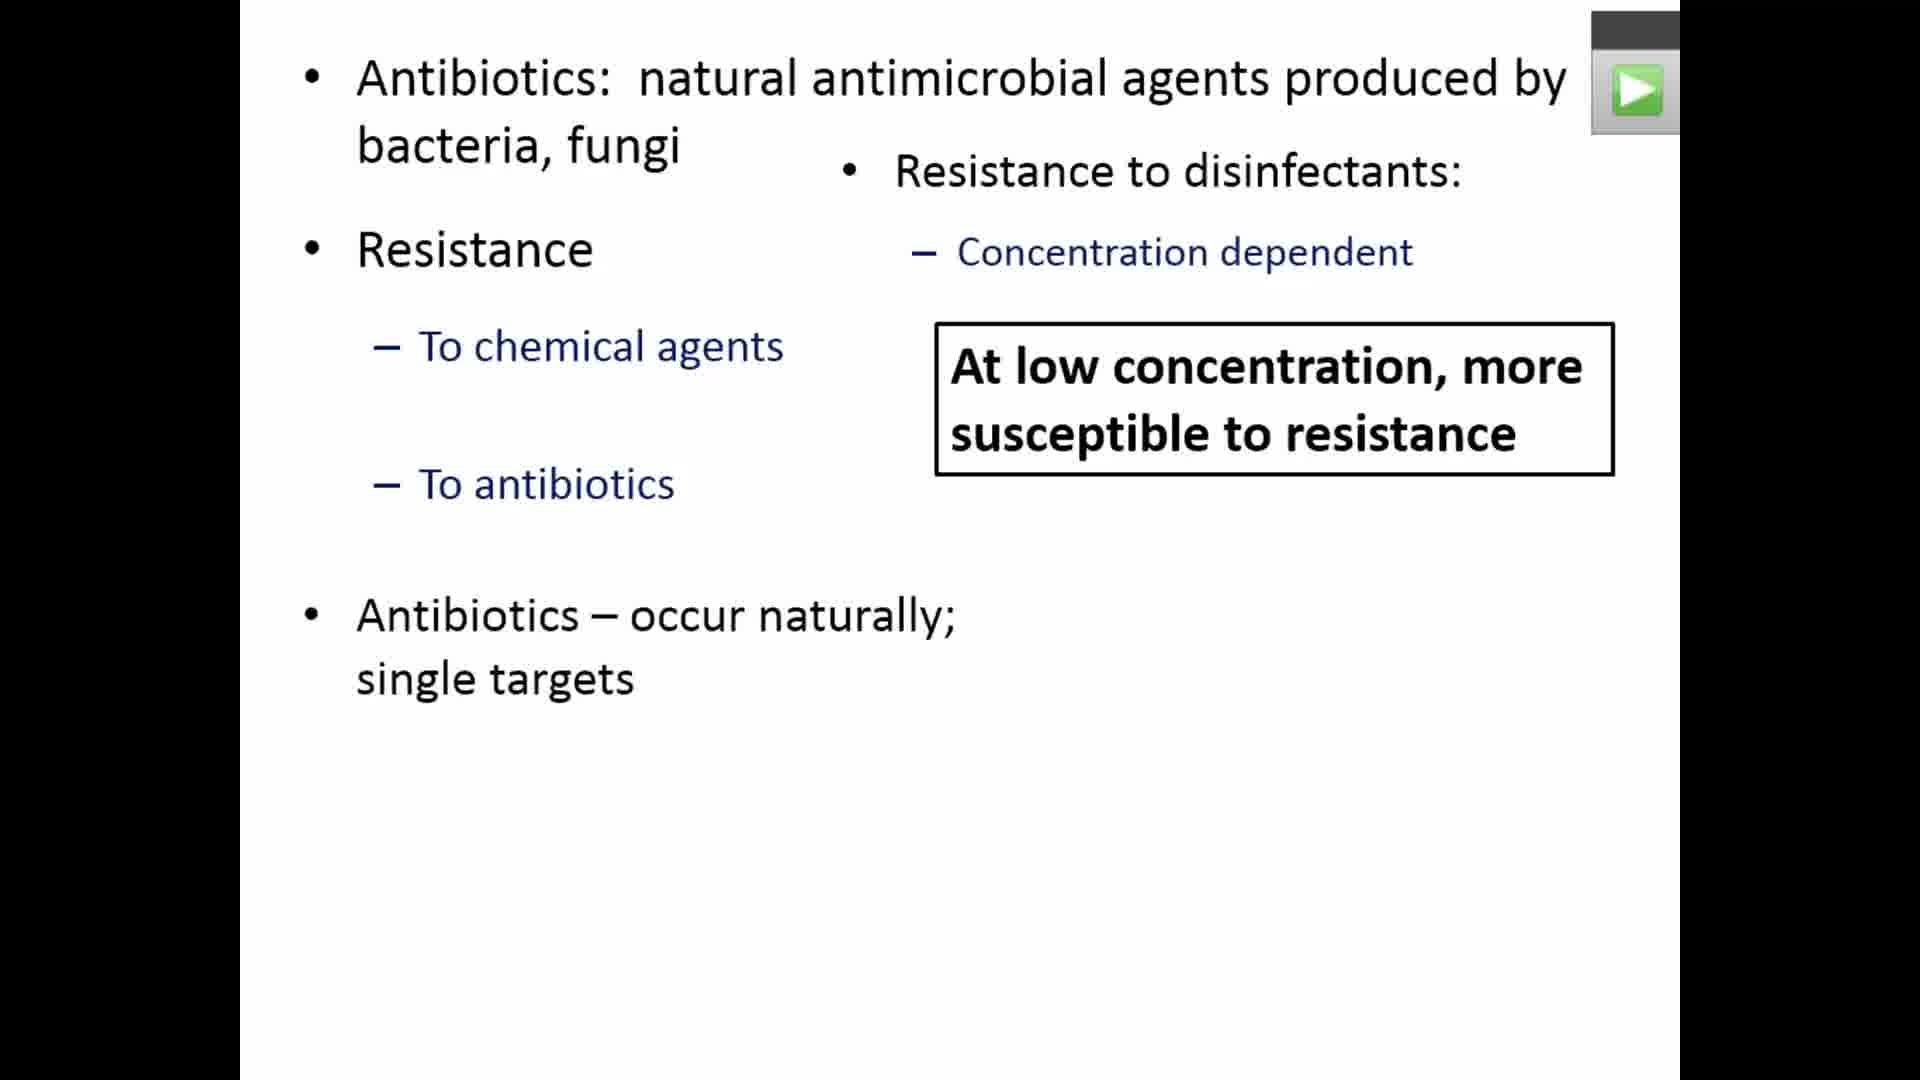 • Antibiotics: natural antimicrobial agents produced by
bacteria, fungi
• Resistance
– To chemical agents
– To antibiotics
• Antibiotics – occur naturally;
single targets
• Resistance to disinfectants:
– Concentration dependent
At low concentration, more
susceptible to resistance